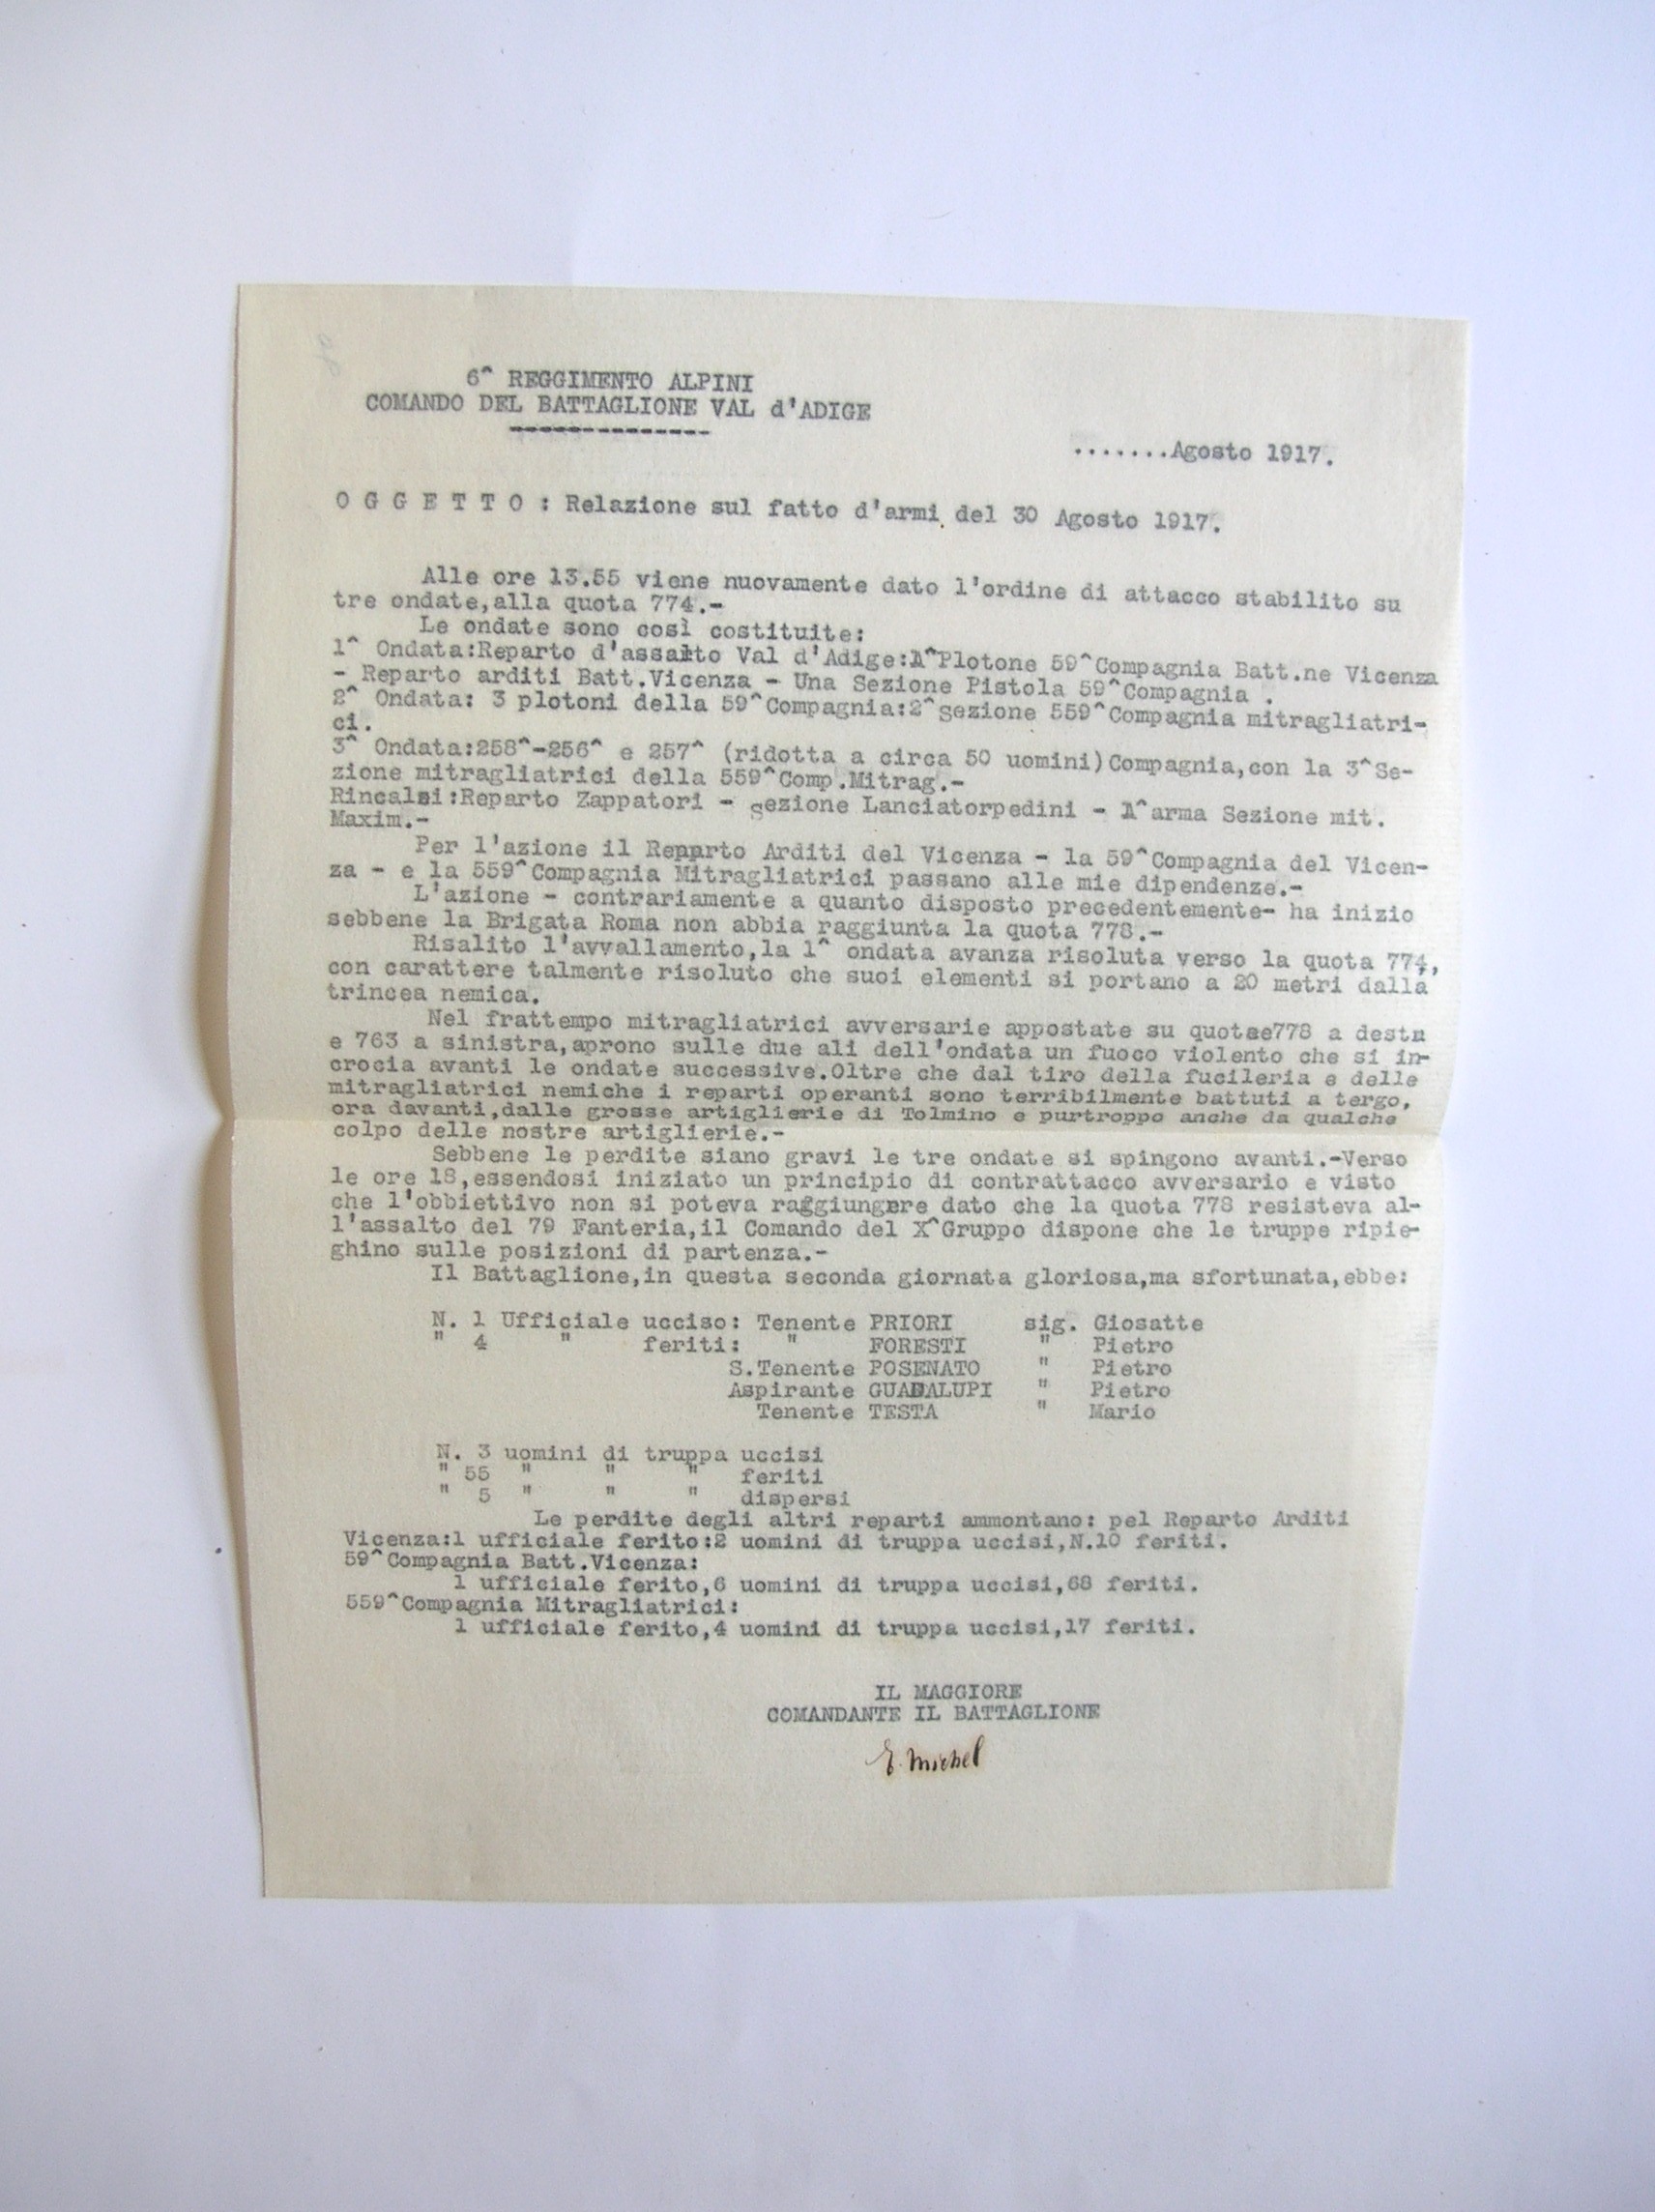 6^ REGGIMENTO ALPINI
COMANDO DEL BATTAGLIONE VAL d'ADIGE
---------------
.......Agosto 1917.
O G G E T T O : Relazione sul fatto d'armi del 30 Agosto 1917.
Alle ore 13.55 viene nuovamente dato l'ordine di attacco stabilito su
tre ondate,alla quota 774.-
Le ondate sono così costituite:
1^ Ondata:Reparto d'assalto Val d'Adige:1^Plotone 59^Compagnia Batt.ne Vicenza
- Reparto arditi Batt.Vicenza - Una Sezione Pistola 59^Compagnia .
2^ Ondata: 3 plotoni della 59^Compagnia:2^Sezione 559^Compagnia mitragliatri-
ci.
3^ Ondata:258^-256^ e 257^ (ridotta a circa 50 uomini)Compagnia,con la 3^Se-
zione mitragliatrici della 559^Comp.Mitrag.-
Rincalzi:Reparto Zappatori - Sezione Lanciatorpedini - 1^arma Sezione mit.
Maxim.-
Per l'azione il Reparto Arditi del Vicenza - la 59^Compagnia del Vicen-
za - e la 559^Compagnia Mitragliatrici passano alle mie dipendenze.-
L'azione - contrariamente a quanto disposto precedentemente- ha inizio
sebbene la Brigata Roma non abbia raggiunta la quota 778.-
Risalito l'avvallamento,la 1^ ondata avanza risoluta verso la quota 774,
con carattere talmente risoluto che suoi elementi si portano a 20 metri dalla
trincea nemica.
Nel frattempo mitragliatrici avversarie appostate su quotae778 a destra
e 763 a sinistra,aprono sulle due ali dell'ondata un fuoco violento che si in-
crocia avanti le ondate successive.Oltre che dal tiro della fucileria e delle
mitragliatrici nemiche i reparti operanti sono terribilmente battuti a tergo,
ora davanti,dalle grosse artiglierie di Tolmino e purtroppo anche da qualche
colpo delle nostre artiglierie.-
Sebbene le perdite siano gravi le tre ondate si spingono avanti.-Verso
le ore 18,essendosi iniziato un principio di contrattacco avversario e visto
che l'obbiettivo non si poteva raggiungere dato che la quota 778 resisteva al-
l'assalto del 79 Fanteria,il Comando del X^Gruppo dispone che le truppe ripie-
ghino sulle posizioni di partenza.-
Il Battaglione,in questa seconda giornata gloriosa,ma sfortunata,ebbe:
N. 1 Ufficiale ucciso: Tenente PRIORI sig. Giosatte
" 4 " feriti: " FORESTI " Pietro
S.Tenente POSENATO " Pietro
Aspirante GUADALUPI " Pietro
Tenente TESTA " Mario
N. 3 uomini di truppa uccisi
" 55 " " " feriti
" 5 " " " dispersi
Le perdite degli altri reparti ammontano: pel Reparto Arditi
Vicenza:1 ufficiale ferito:2 uomini di truppa uccisi,N.10 feriti.
59^Compagnia Batt.Vicenza:
1 ufficiale ferito,6 uomini di truppa uccisi,68 feriti.
559^Compagnia Mitragliatrici:
1 ufficiale ferito,4 uomini di truppa uccisi,17 feriti.
IL MAGGIORE
COMANDANTE IL BATTAGLIONE
E. Michel